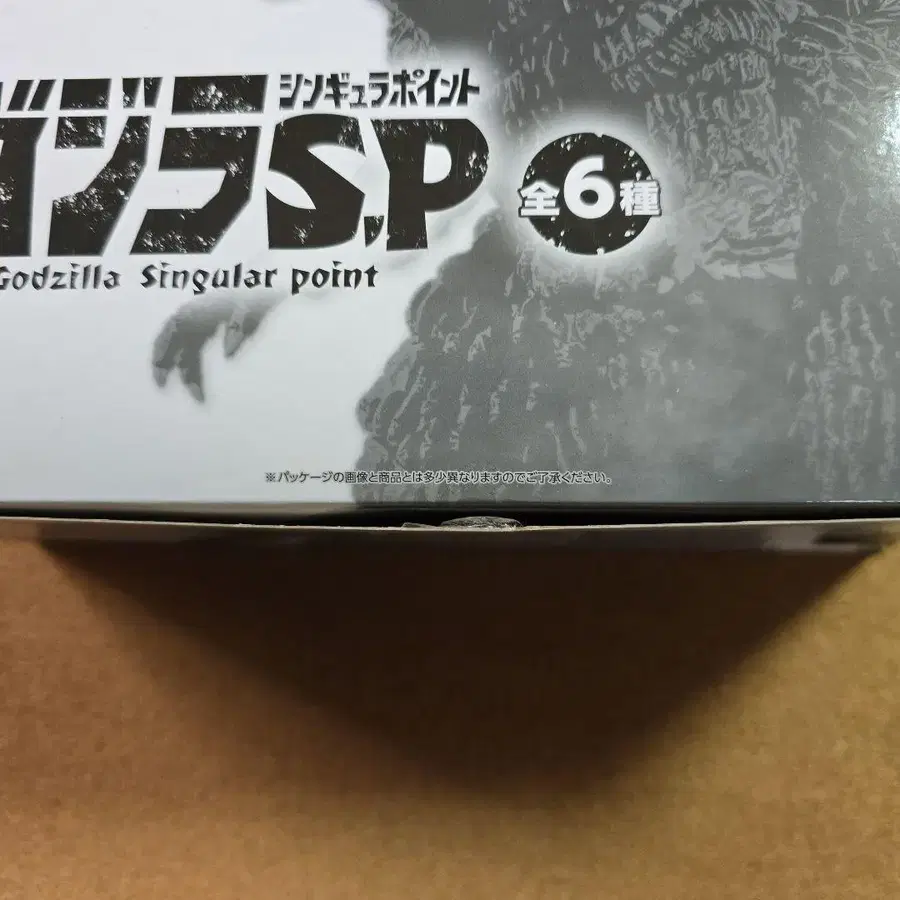 シンギュラポイント
ゴジラS.P
全6種
Godzilla Singular point
※パッケージの画像と商品とは多少異なりますのでご了承ください。